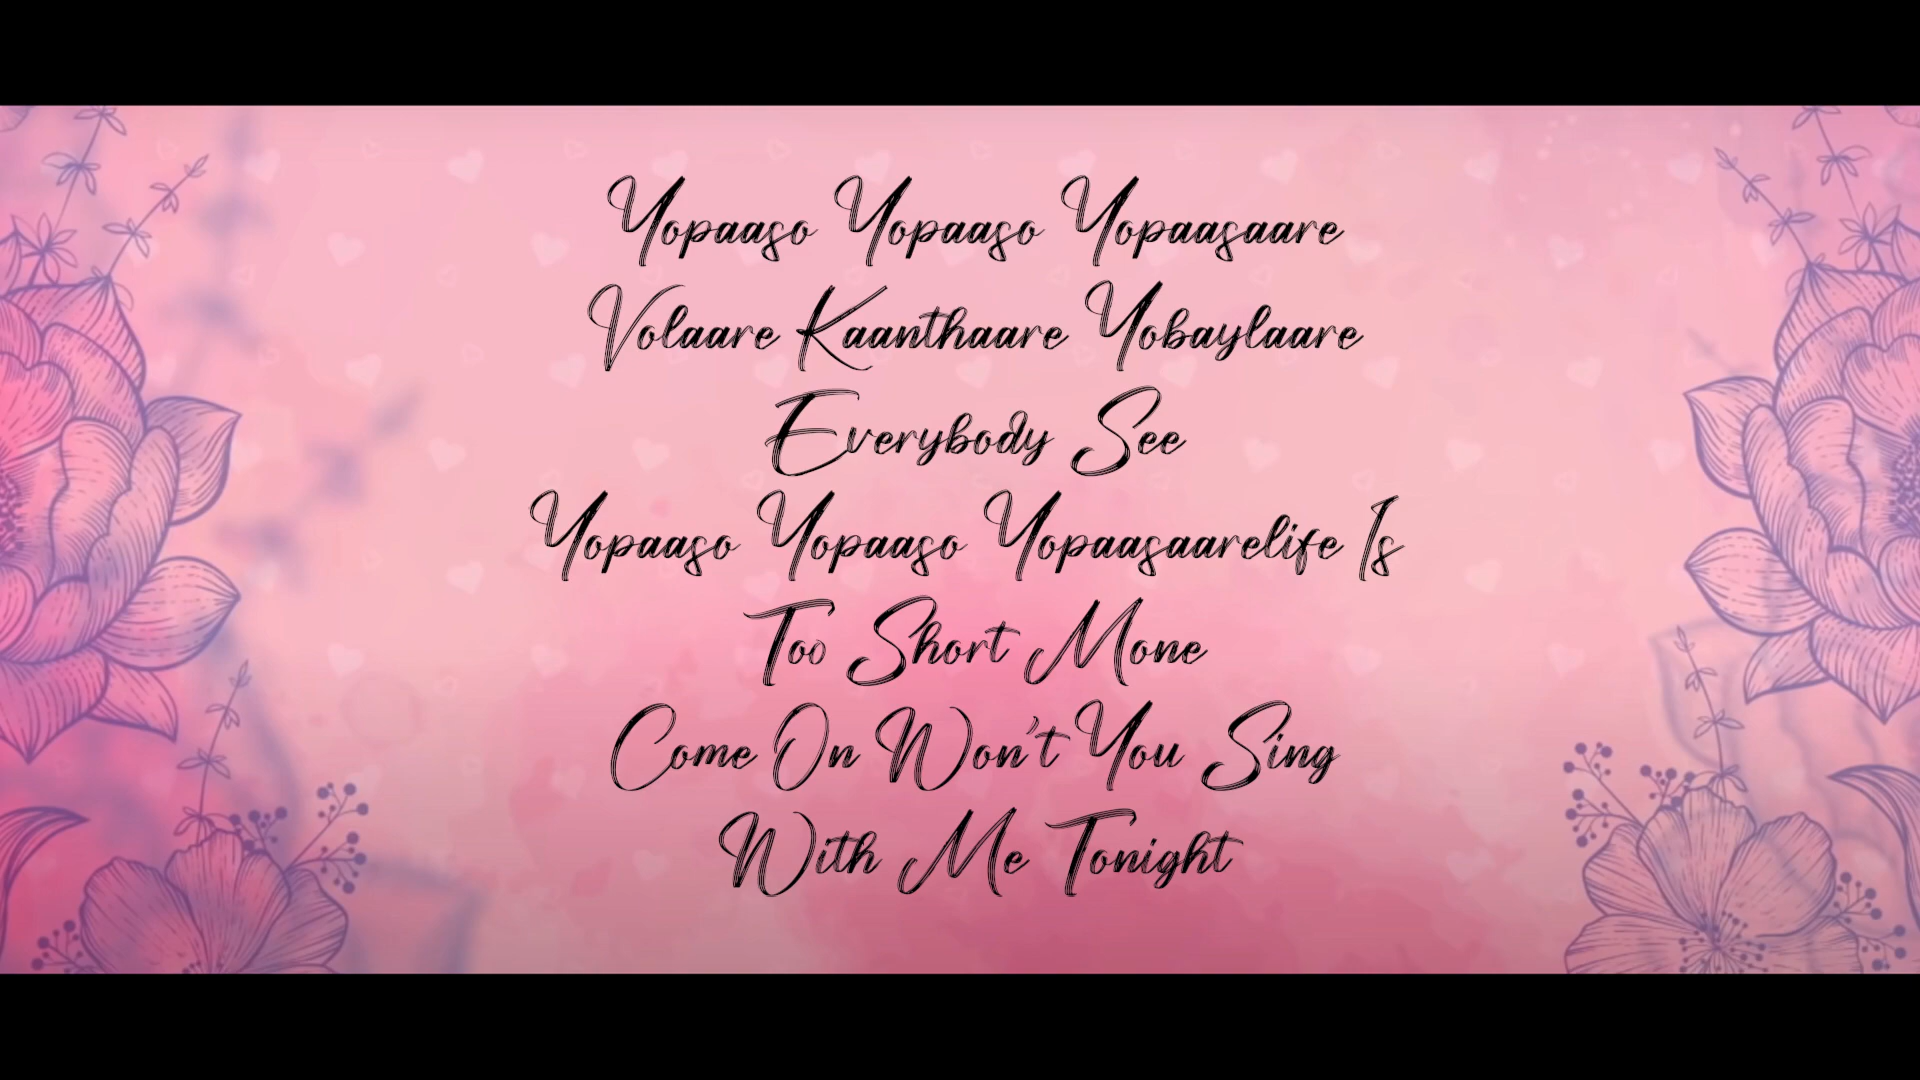 Yopaaso Yopaaso Yopaasaare
Volaare Kaanthaare Yobaylaare
Everybody See
Yopaaso Yopaaso Yopaasaarelife Is
Too Short Mone
Come On Won't You Sing
With Me Tonight